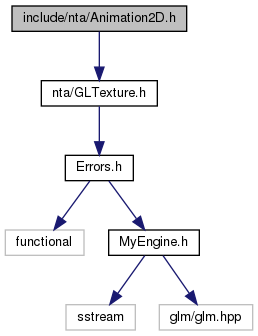 include/nta/Animation2D.h
nta/GLTexture.h
Errors.h
functional
MyEngine.h
sstream
glm/glm.hpp